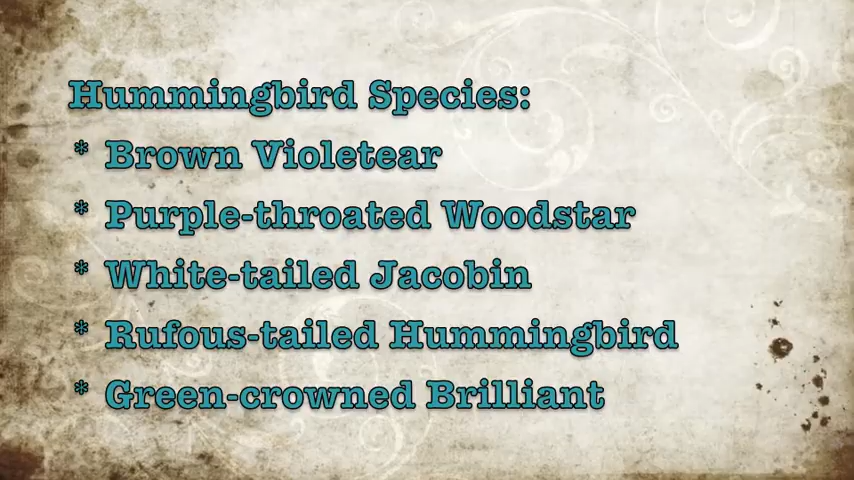 Hummingbird Species:
* Brown Violetear
* Purple-throated Woodstar
* White-tailed Jacobin
* Rufous-tailed Hummingbird
* Green-crowned Brilliant